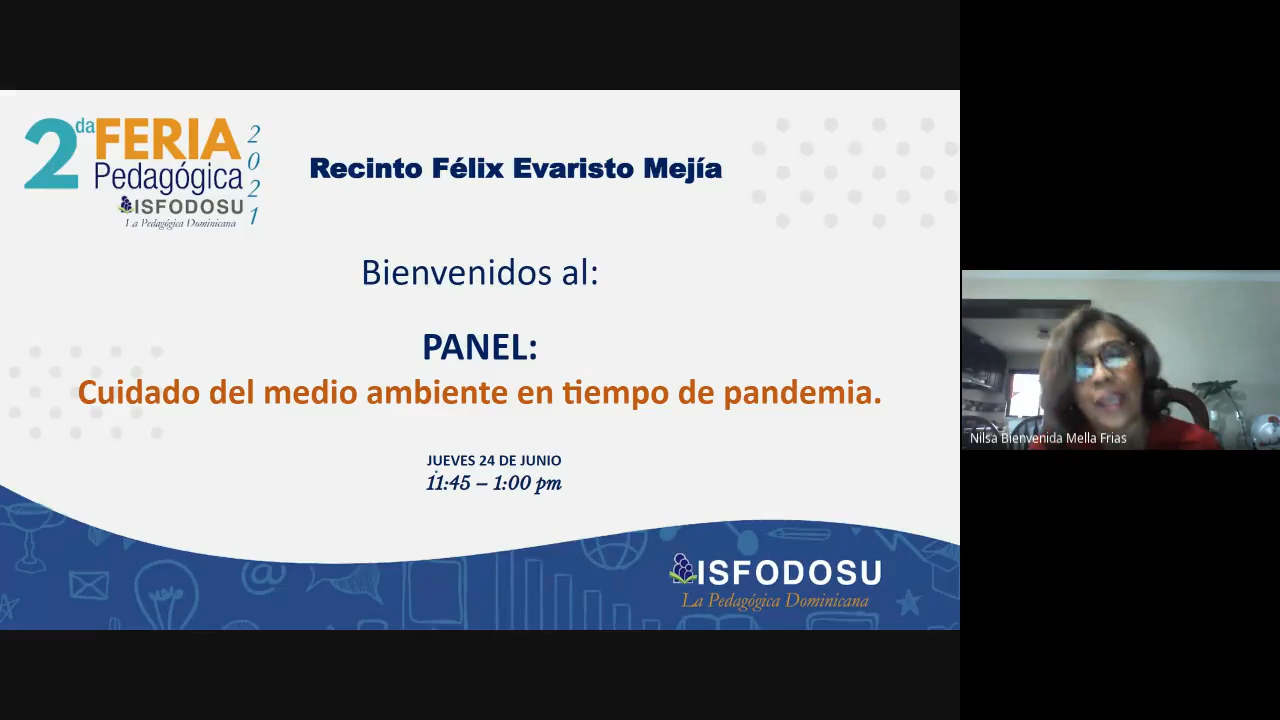 2da FERIA
Pedagógica
2021
ISFODOSU
La Pedagógica Dominicana
Recinto Félix Evaristo Mejía
Bienvenidos al:
PANEL:
Cuidado del medio ambiente en tiempo de pandemia.
JUEVES 24 DE JUNIO
11:45 – 1:00 pm
Nilsa Bienvenida Mella Frias
ISFODOSU
La Pedagógica Dominicana